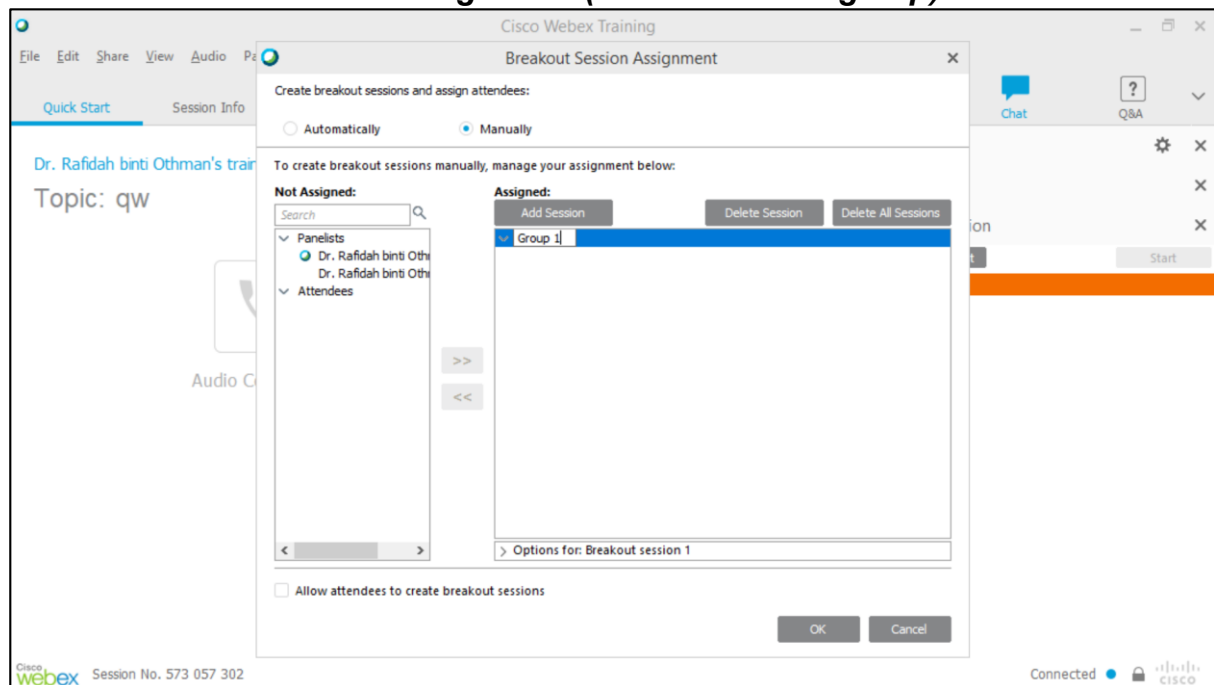 Cisco Webex Training
File Edit Share View Audio Pa
Breakout Session Assignment
Quick Start Session Info
Chat Q&A
Create breakout sessions and assign attendees:
Automatically Manually
Dr. Rafidah binti Othman's train
Topic: qw
To create breakout sessions manually, manage your assignment below:
Not Assigned: Assigned:
Search
Add Session Delete Session Delete All Sessions
Panelists
Dr. Rafidah binti Oth
Dr. Rafidah binti Oth
Attendees
Group 1
ion
t Start
Audio C
>>
<<
Options for: Breakout session 1
Allow attendees to create breakout sessions
OK Cancel
Cisco webex Session No. 573 057 302
Connected
CISCO